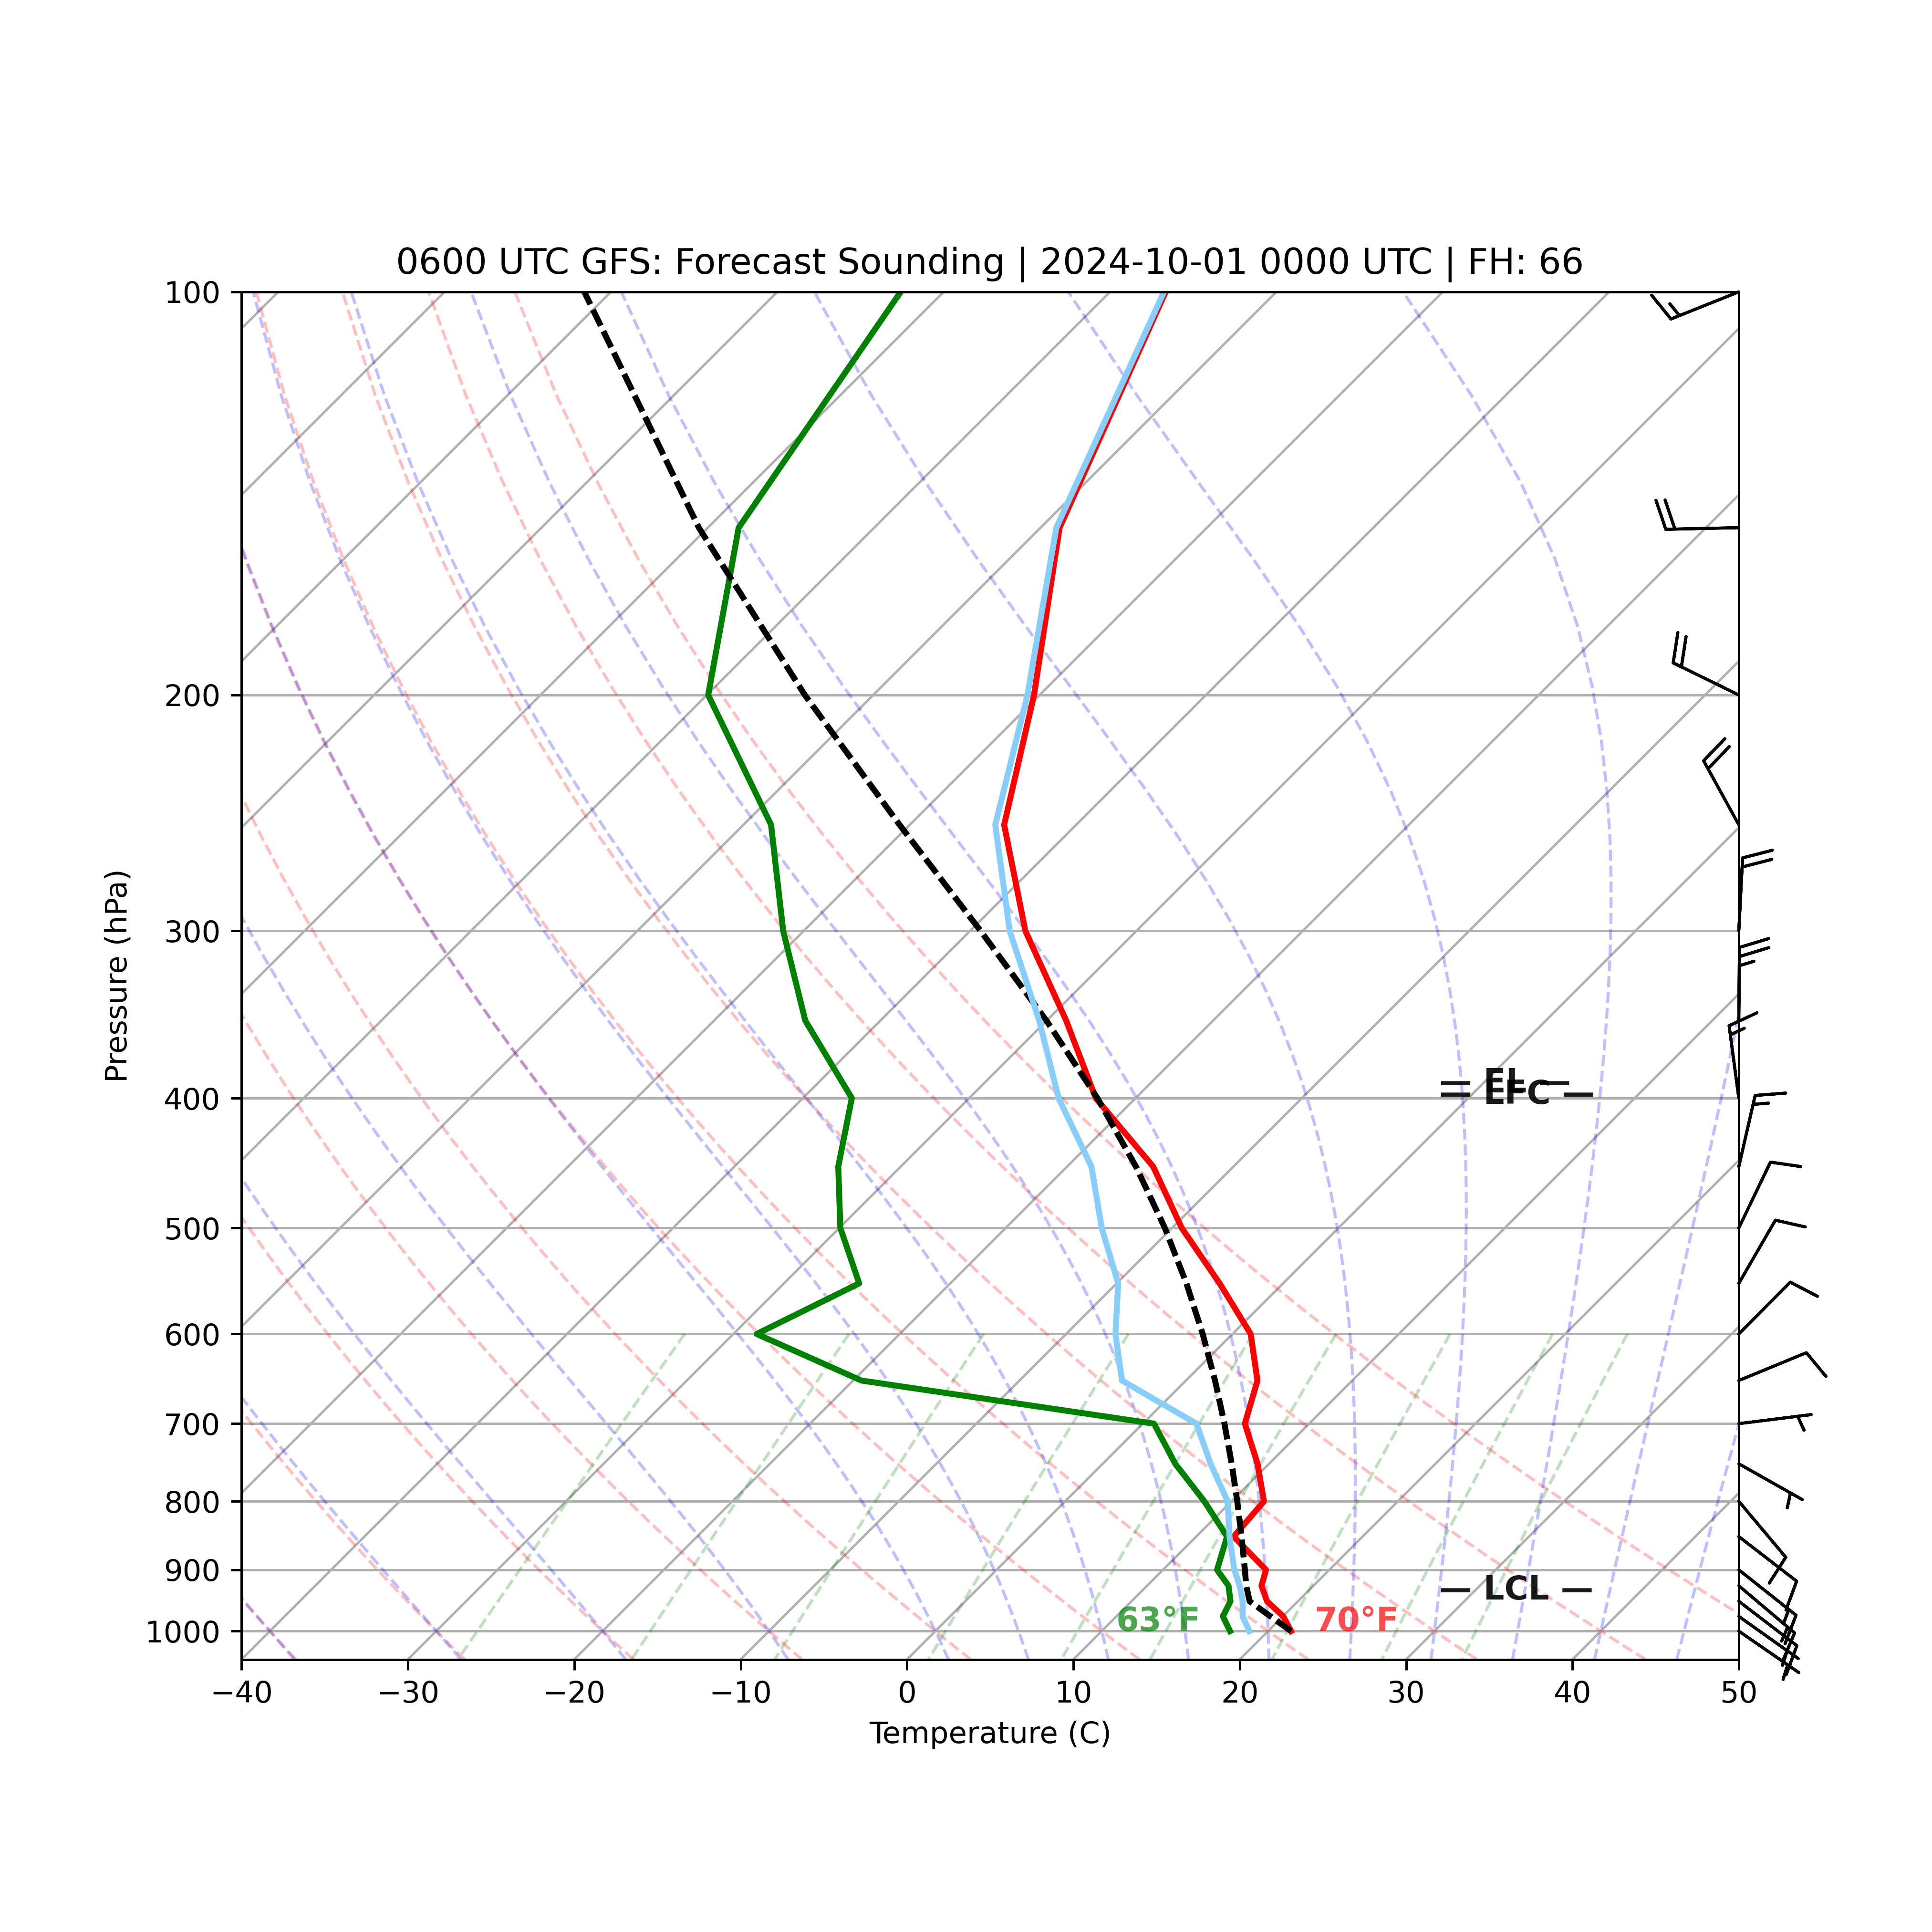 0600 UTC GFS: Forecast Sounding | 2024-10-01 0000 UTC | FH: 66
100
200
300
400
500
600
700
800
900
1000
Pressure (hPa)
— EL —
— LFC —
— LCL —
63°F 70°F
−40 −30 −20 −10 0 10 20 30 40 50
Temperature (C)